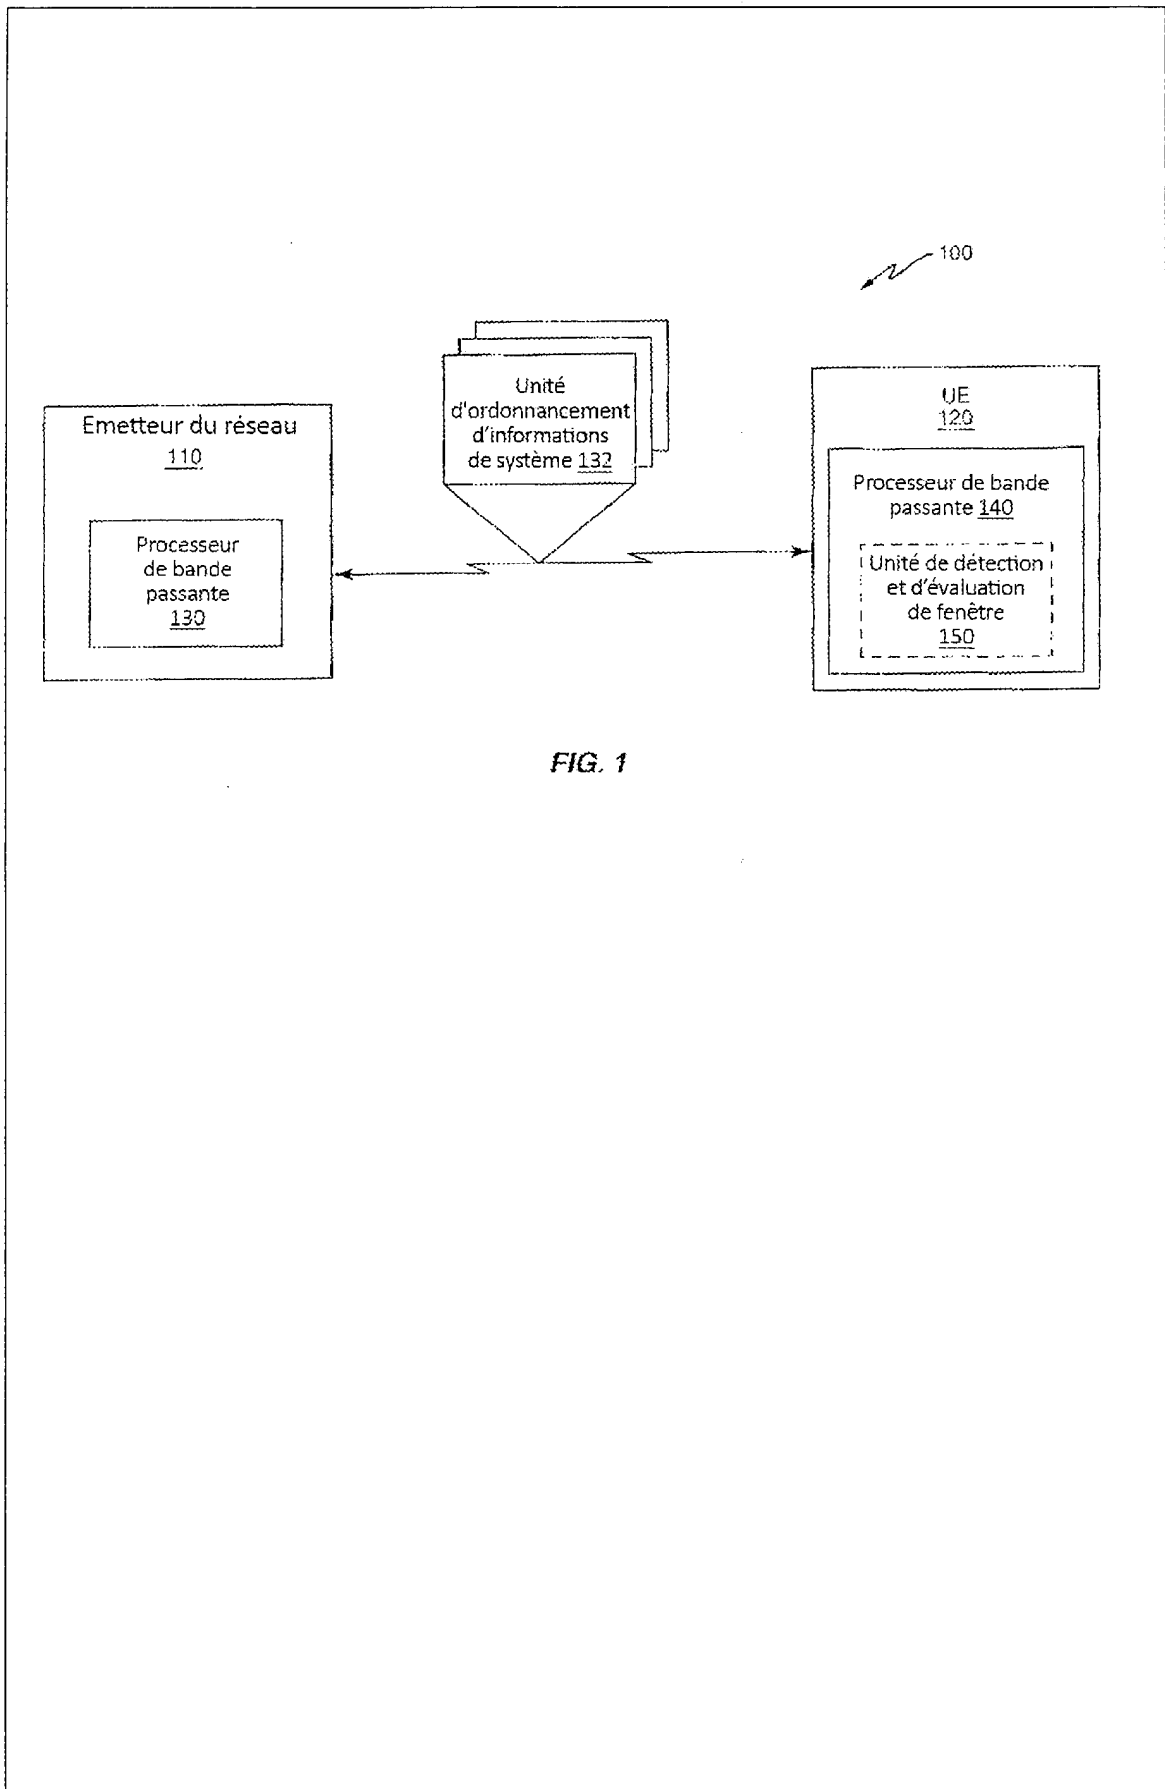 100
Unité
d'ordonnancement
d'informations
de système 132
Emetteur du réseau
110
Processeur
de bande
passante
130
UE
120
Processeur de bande
passante 140
Unité de détection
et d'évaluation
de fenêtre
150
FIG. 1